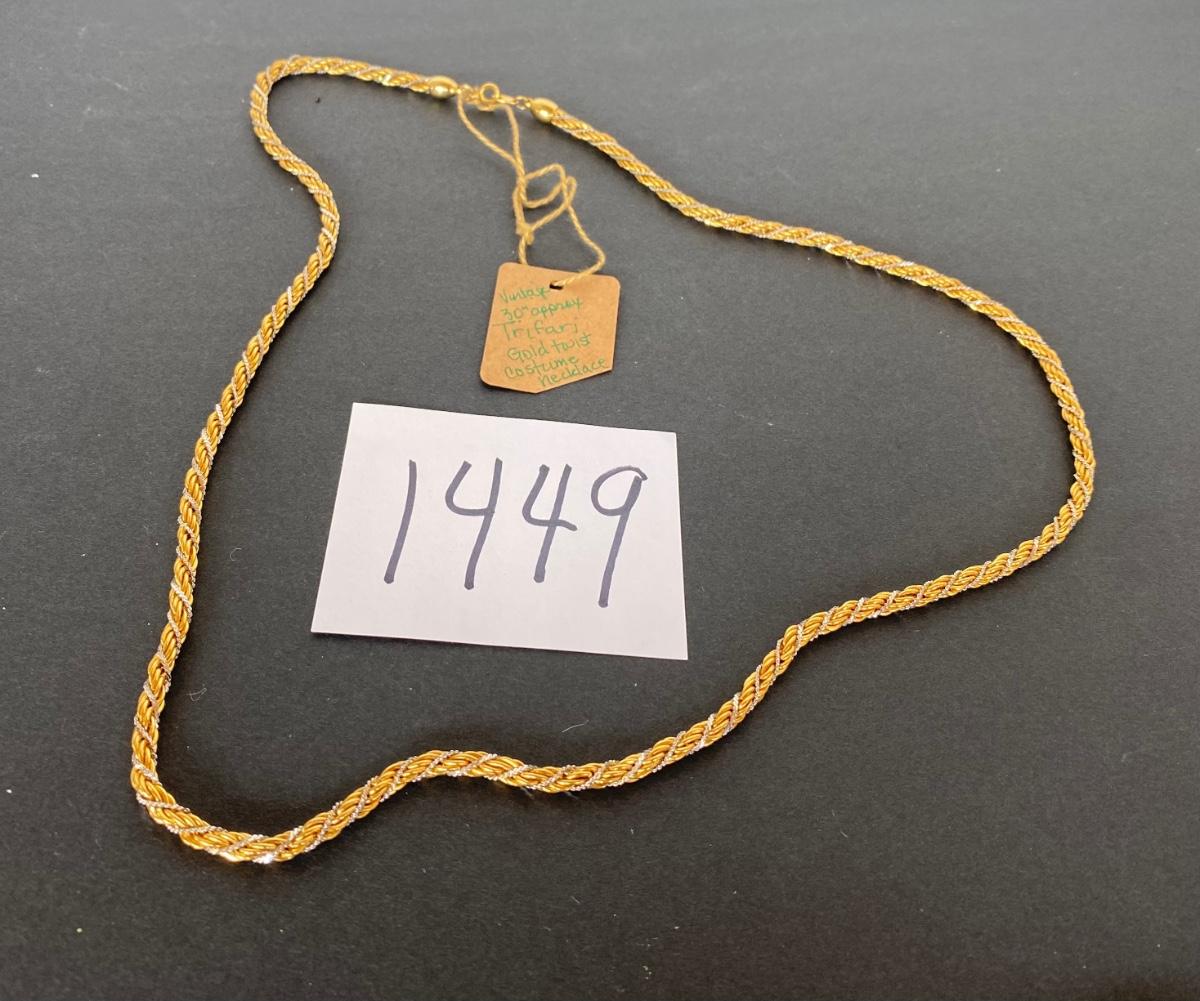 Vintage
30" approx
Trifari
Gold twist
Costume
necklace
1449